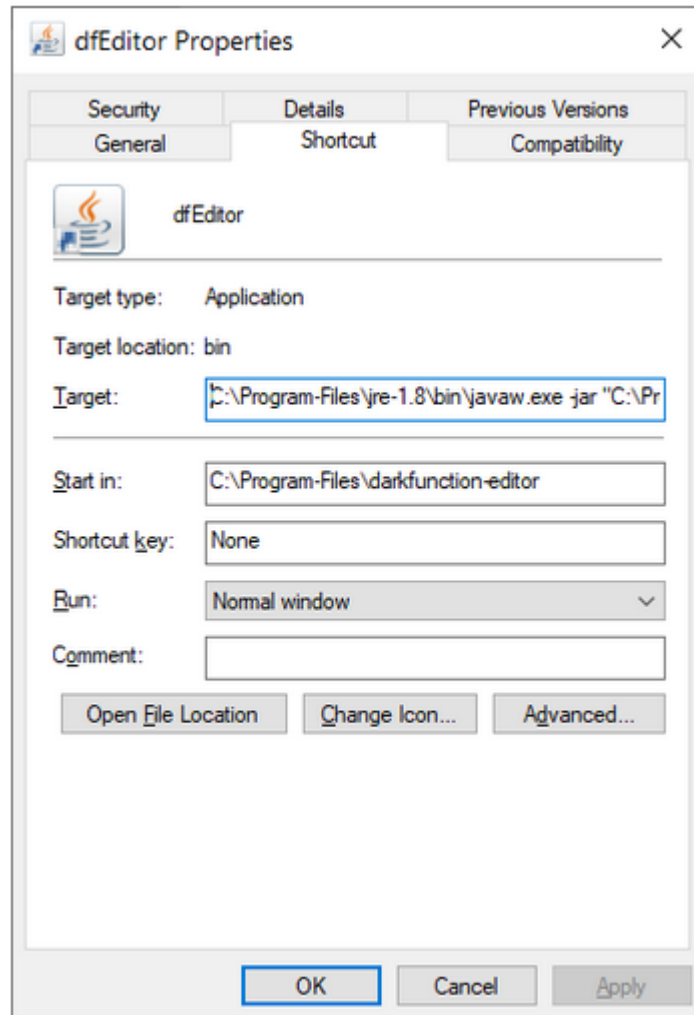 dfEditor Properties
Security Details Previous Versions
General Shortcut Compatibility
dfEditor
Target type: Application
Target location: bin
Target: C:\Program-Files\jre-1.8\bin\javaw.exe -jar "C:\Pr
Start in: C:\Program-Files\darkfunction-editor
Shortcut key: None
Run: Normal window
Comment:
Open File Location Change Icon... Advanced...
OK Cancel Apply